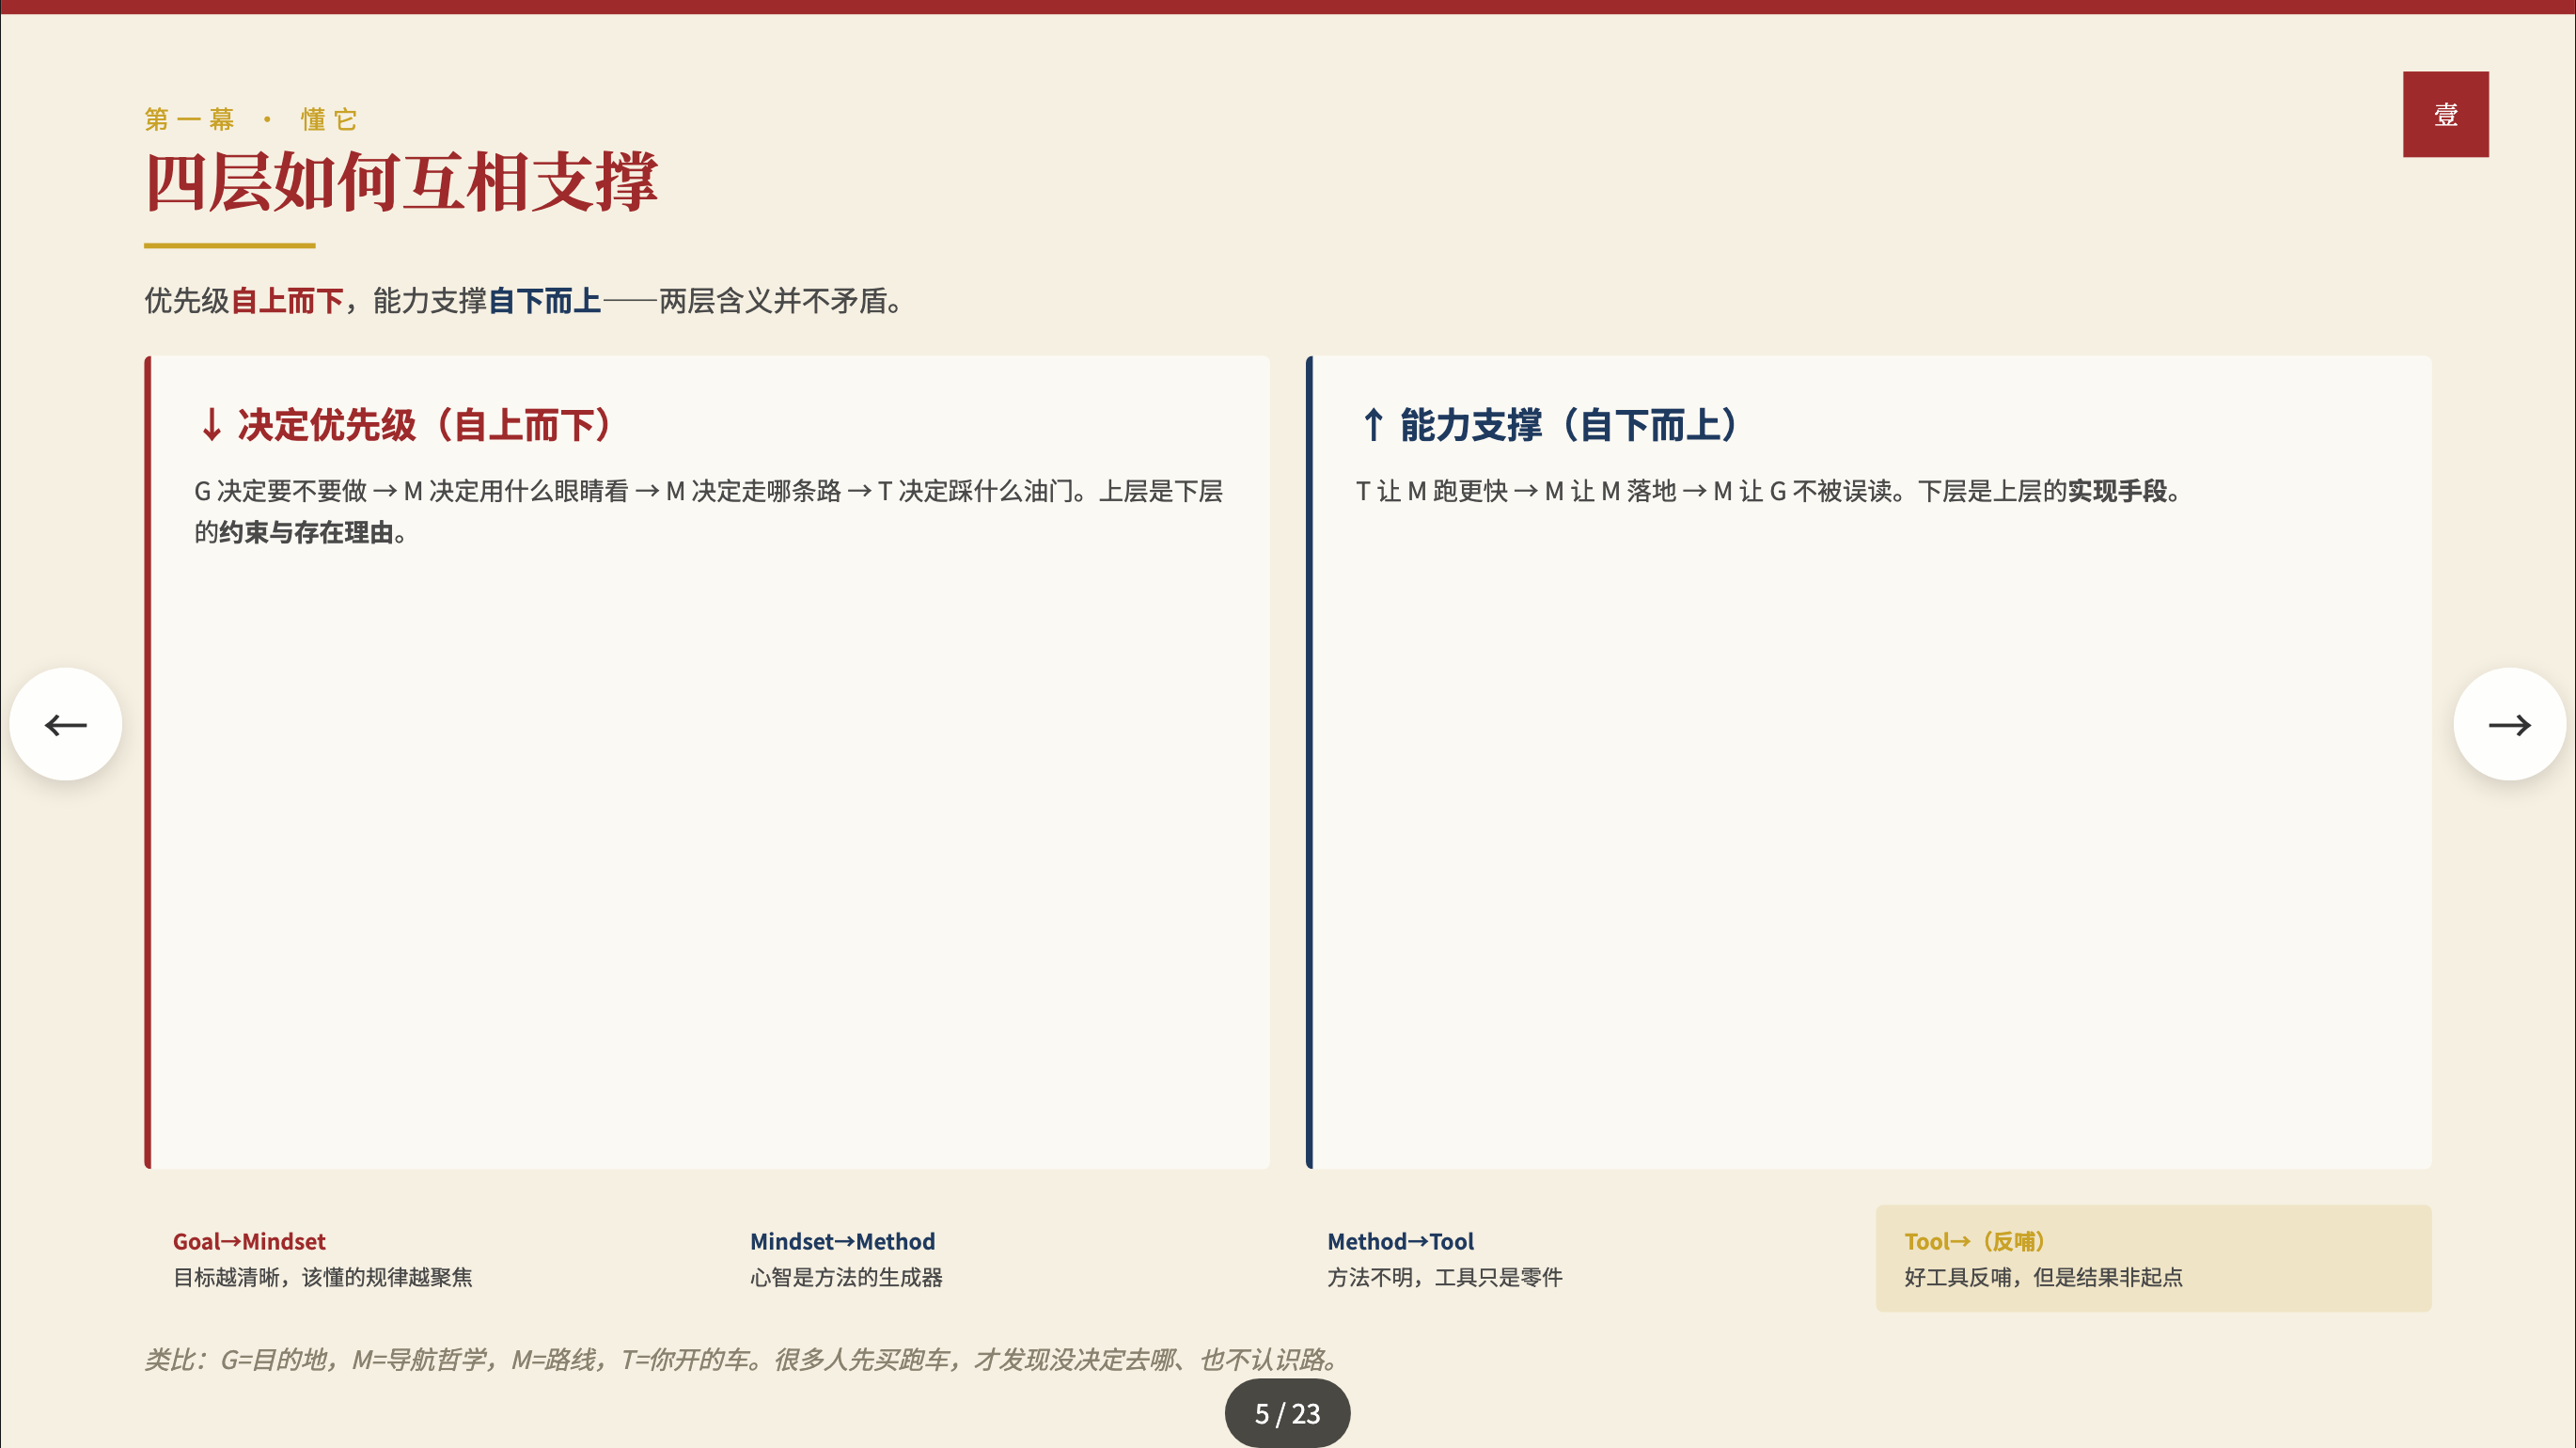 第一幕 · 懂它
壹
四层如何互相支撑
优先级自上而下，能力支撑自下而上——两层含义并不矛盾。
↓ 决定优先级（自上而下）
G 决定要不要做 → M 决定用什么眼睛看 → M 决定走哪条路 → T 决定踩什么油门。上层是下层
的约束与存在理由。
↑ 能力支撑（自下而上）
T 让 M 跑更快 → M 让 M 落地 → M 让 G 不被误读。下层是上层的实现手段。
←
→
Goal→Mindset
目标越清晰，该懂的规律越聚焦
Mindset→Method
心智是方法的生成器
Method→Tool
方法不明，工具只是零件
Tool→（反哺）
好工具反哺，但是结果非起点
类比：G=目的地，M=导航哲学，M=路线，T=你开的车。很多人先买跑车，才发现没决定去哪、也不认识路。
5 / 23